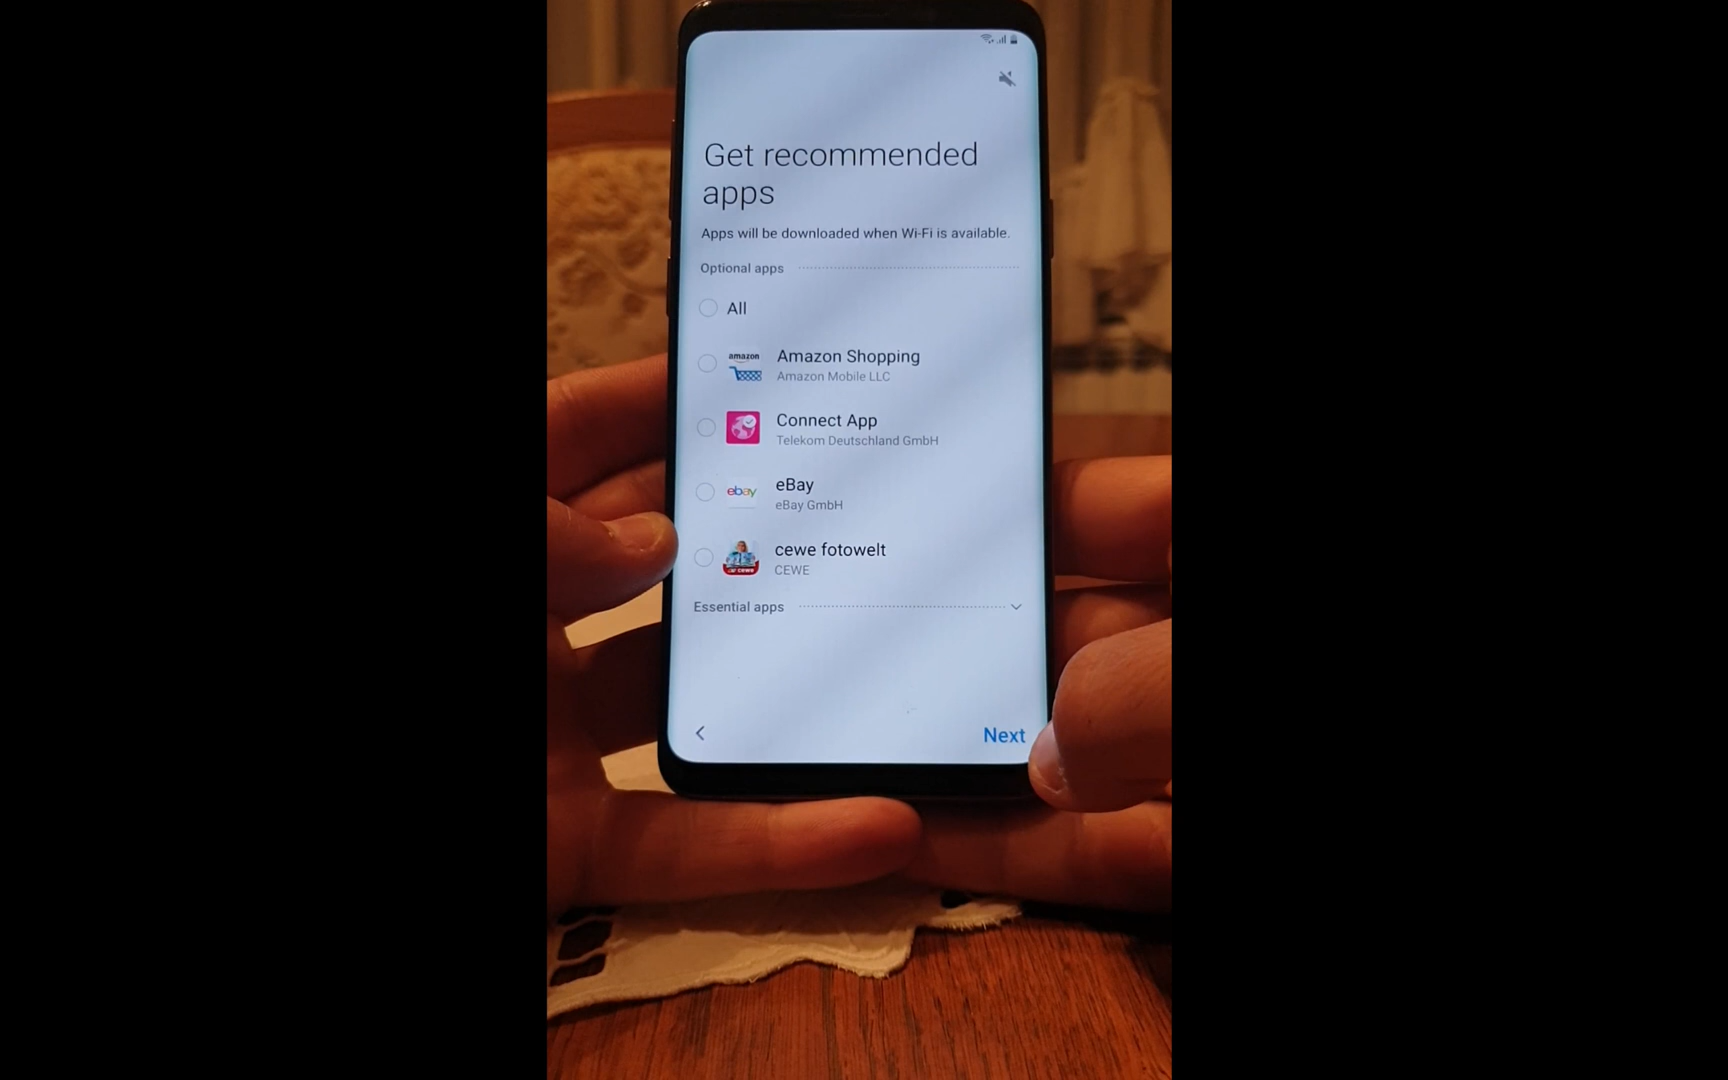 Get recommended
apps
Apps will be downloaded when Wi-Fi is available.
Optional apps
All
amazon
Amazon Shopping
Amazon Mobile LLC
Connect App
Telekom Deutschland GmbH
ebay
eBay
eBay GmbH
cewe
cewe fotowelt
CEWE
Essential apps
Next